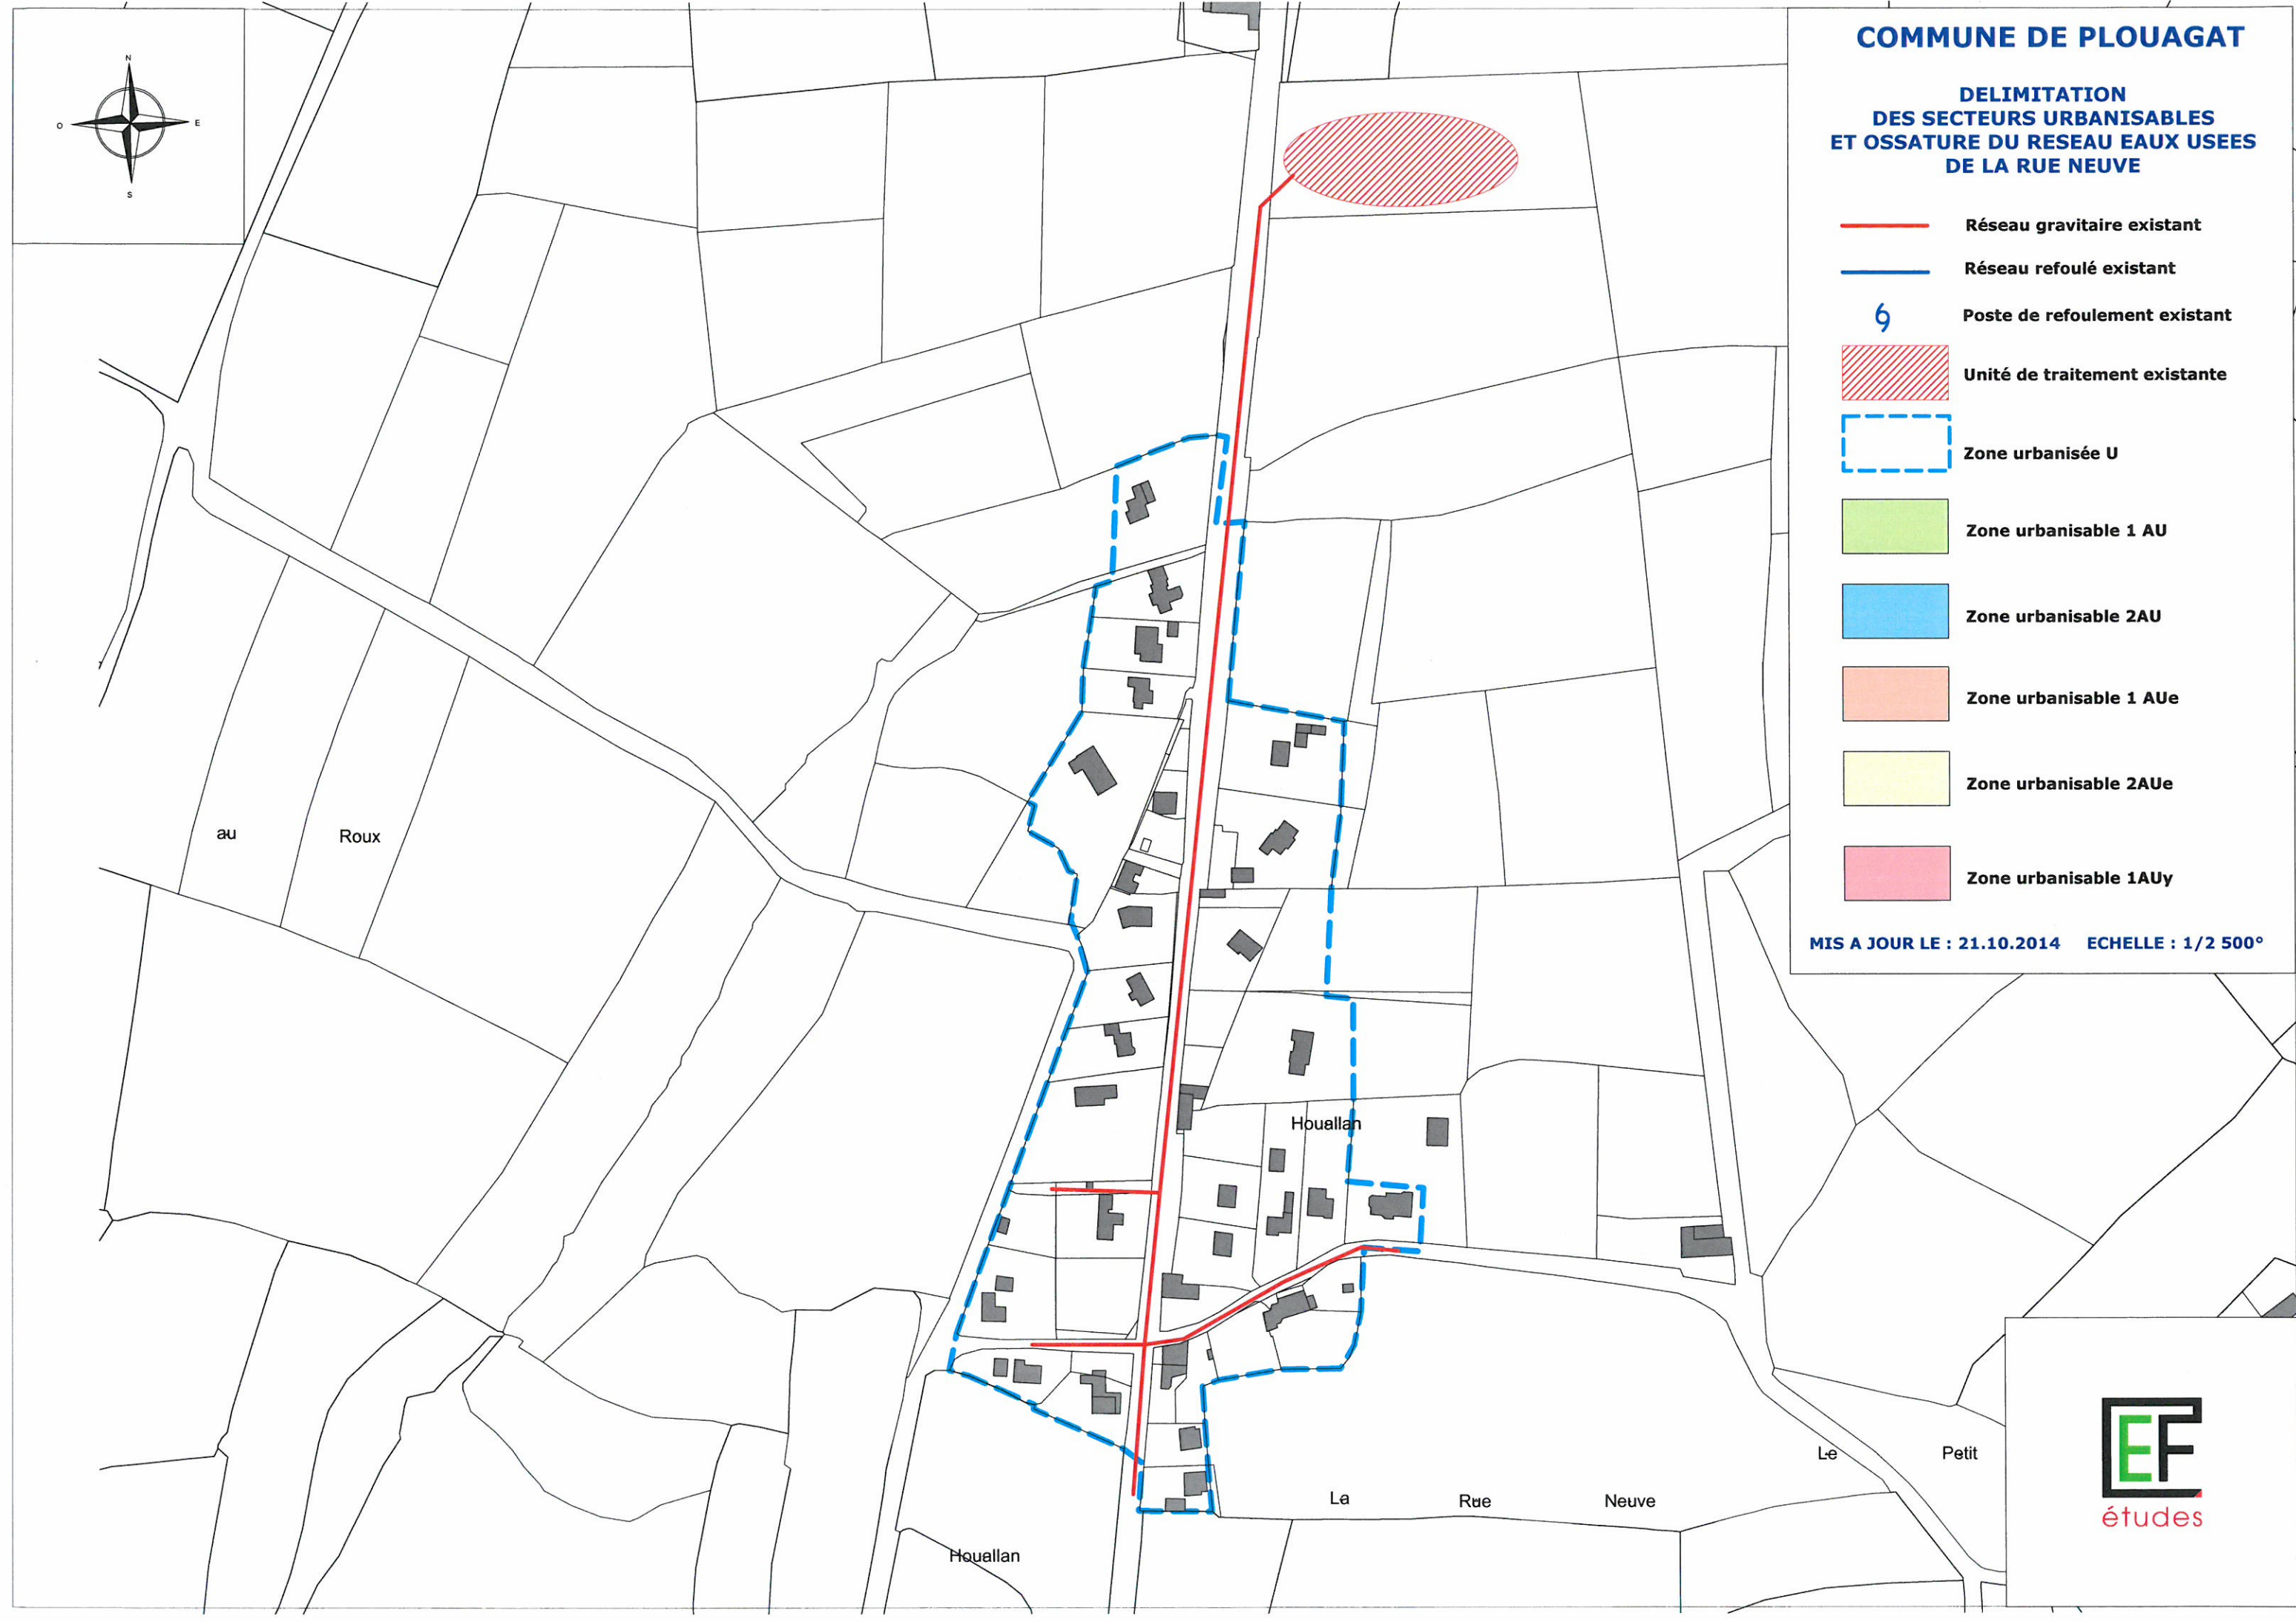 N
O
E
S
COMMUNE DE PLOUAGAT
DELIMITATION
DES SECTEURS URBANISABLES
ET OSSATURE DU RESEAU EAUX USEES
DE LA RUE NEUVE
Réseau gravitaire existant
Réseau refoulé existant
Poste de refoulement existant
Unité de traitement existante
Zone urbanisée U
Zone urbanisable 1 AU
Zone urbanisable 2AU
Zone urbanisable 1 AUe
Zone urbanisable 2AUe
Zone urbanisable 1AUy
MIS A JOUR LE : 21.10.2014 ECHELLE : 1/2 500°
au Roux
Houallan
Le Petit
La Rue Neuve
Houallan
EF
études